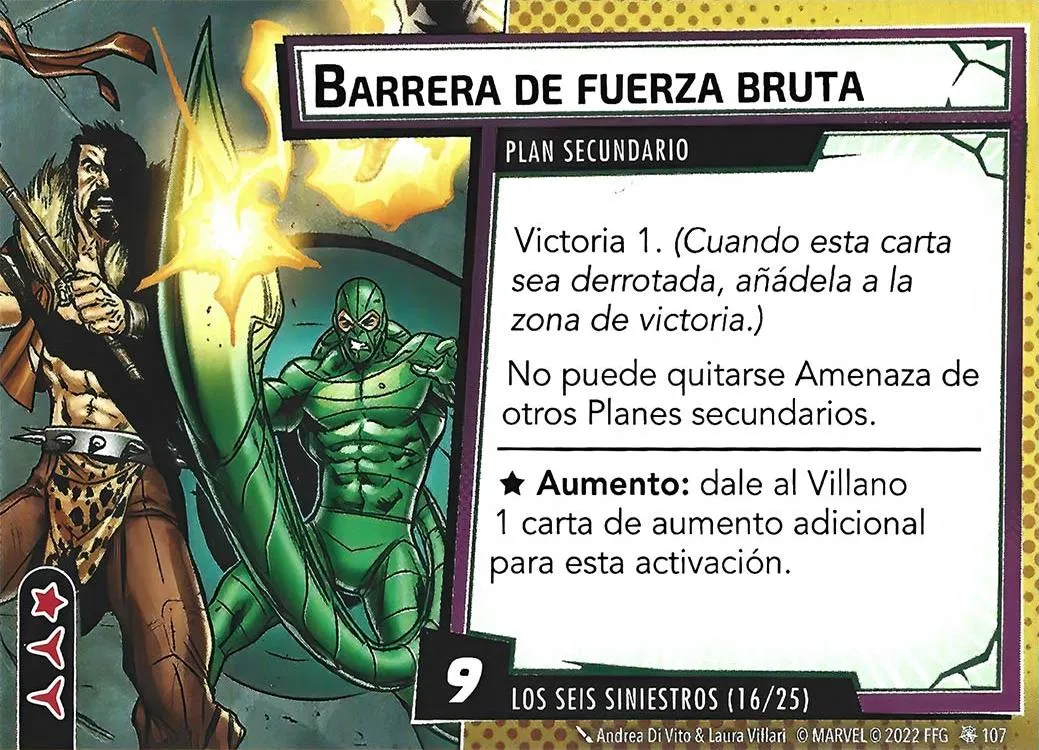 BARRERA DE FUERZA BRUTA
PLAN SECUNDARIO
Victoria 1. (Cuando esta carta
sea derrotada, añádela a la
zona de victoria.)
No puede quitarse Amenaza de
otros Planes secundarios.
★ Aumento: dale al Villano
1 carta de aumento adicional
para esta activación.
9
LOS SEIS SINIESTROS (16/25)
Andrea Di Vito & Laura Villari © MARVEL © 2022 FFG 107